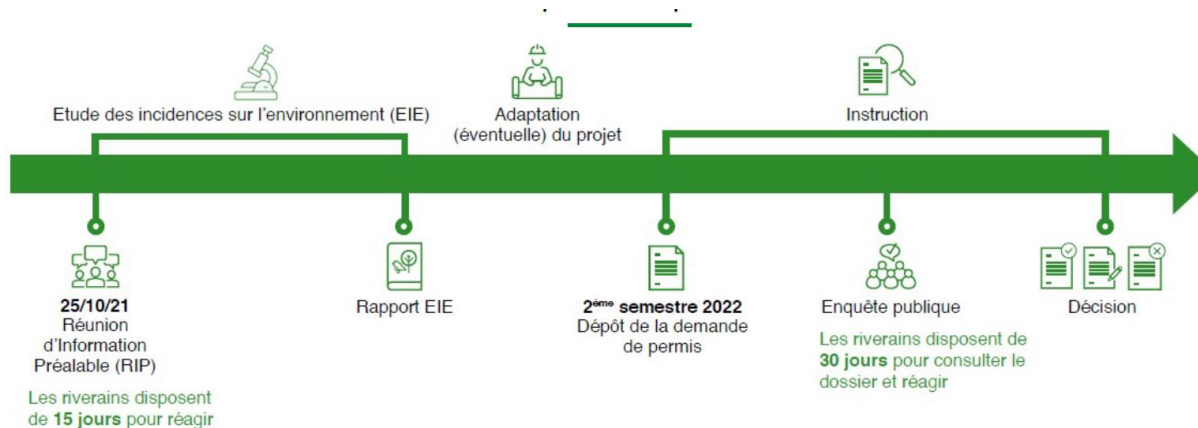 Etude des incidences sur l'environnement (EIE)
Adaptation
(éventuelle) du projet
Instruction
25/10/21
Réunion
d'Information
Préalable (RIP)
Les riverains disposent
de 15 jours pour réagir
Rapport EIE
2ème semestre 2022
Dépôt de la demande
de permis
Enquête publique
Les riverains disposent de
30 jours pour consulter le
dossier et réagir
Décision